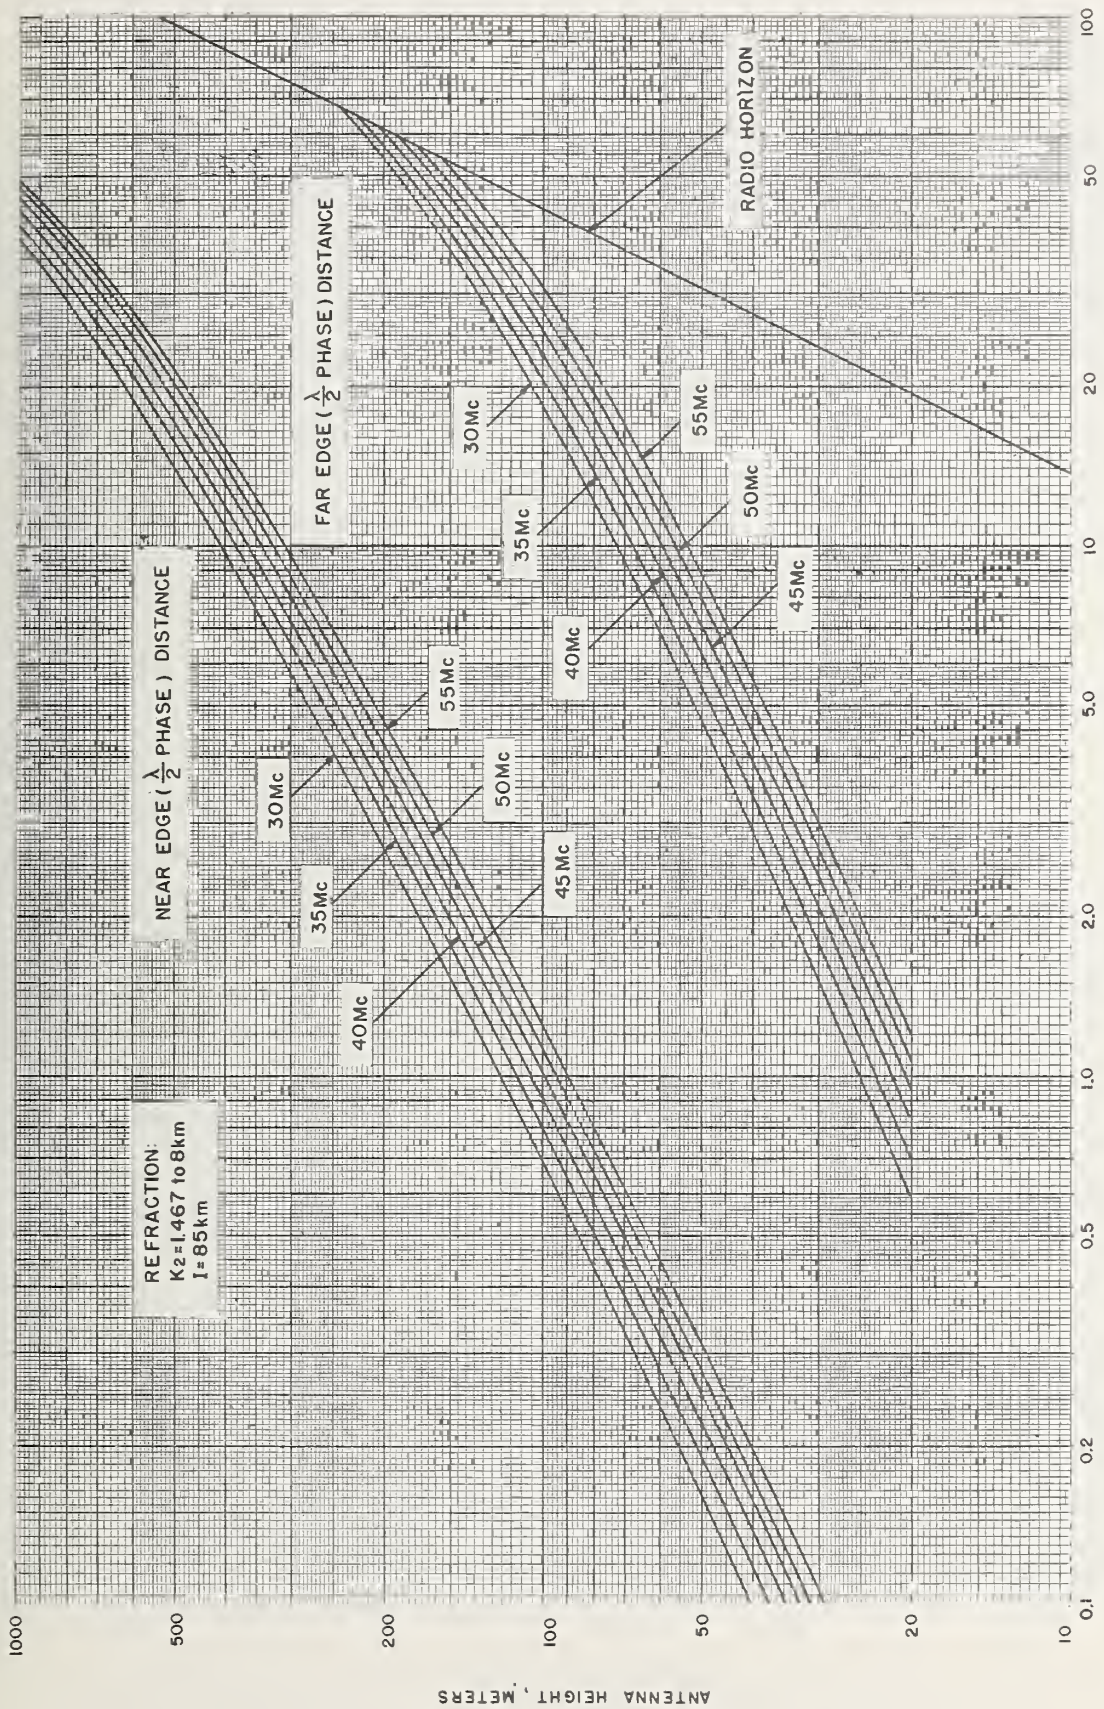 REFRACTION:
K2=1.467 to 8km
I=85km
NEAR EDGE (λ/2 PHASE) DISTANCE
FAR EDGE (λ/2 PHASE) DISTANCE
30Mc
35Mc
40Mc
55Mc
50Mc
45Mc
30Mc
35Mc
40Mc
55Mc
50Mc
45Mc
RADIO HORIZON
ANTENNA HEIGHT, METERS
1000
500
200
100
50
20
10
0.1
0.2
0.5
1.0
2.0
5.0
10
20
50
100